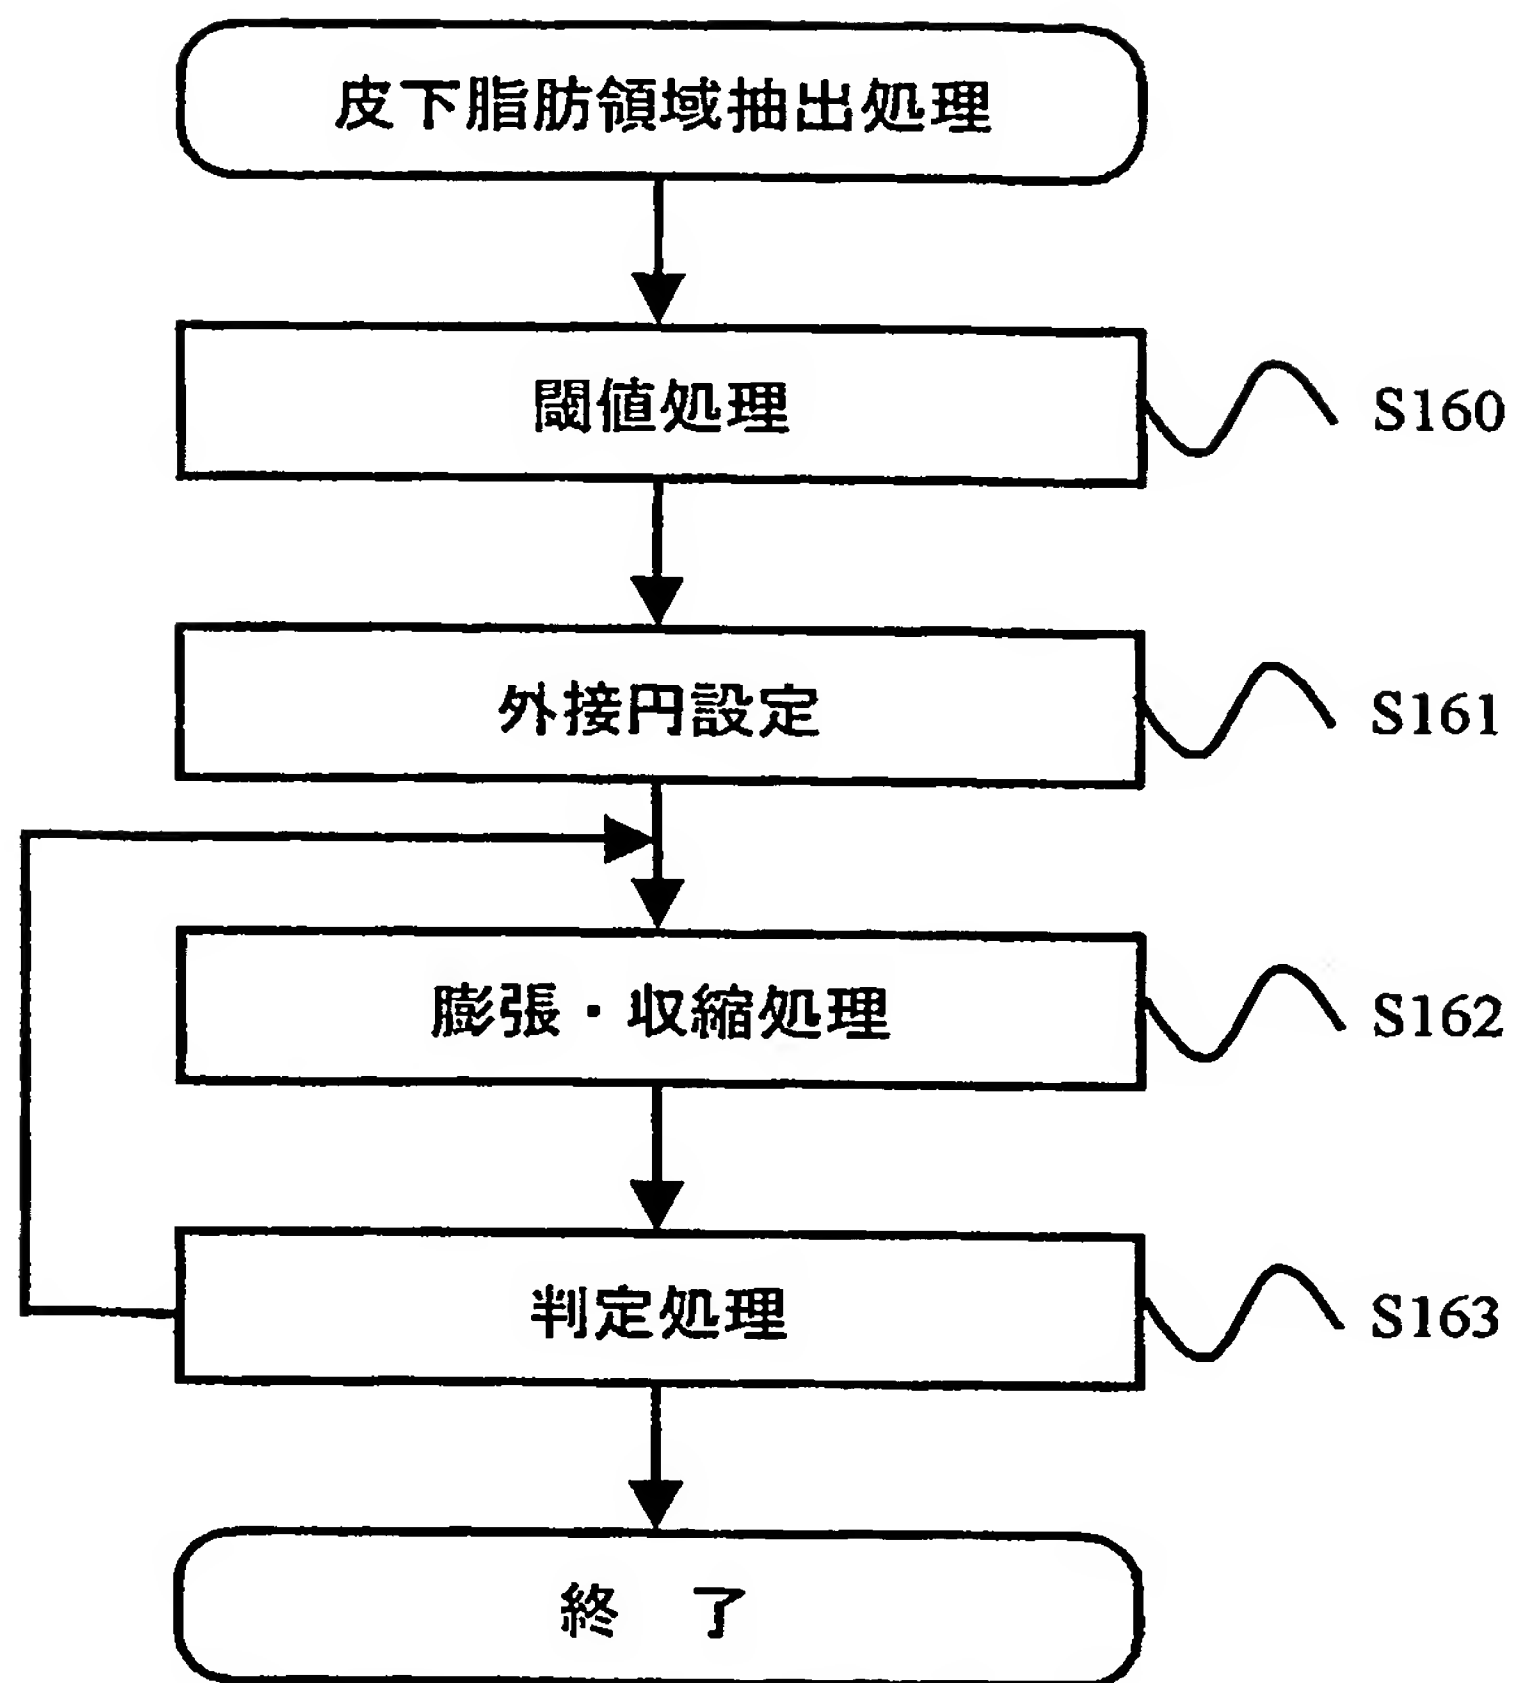 皮下脂肪領域抽出処理
閾値処理
S160
外接円設定
S161
膨張・収縮処理
S162
判定処理
S163
終　了